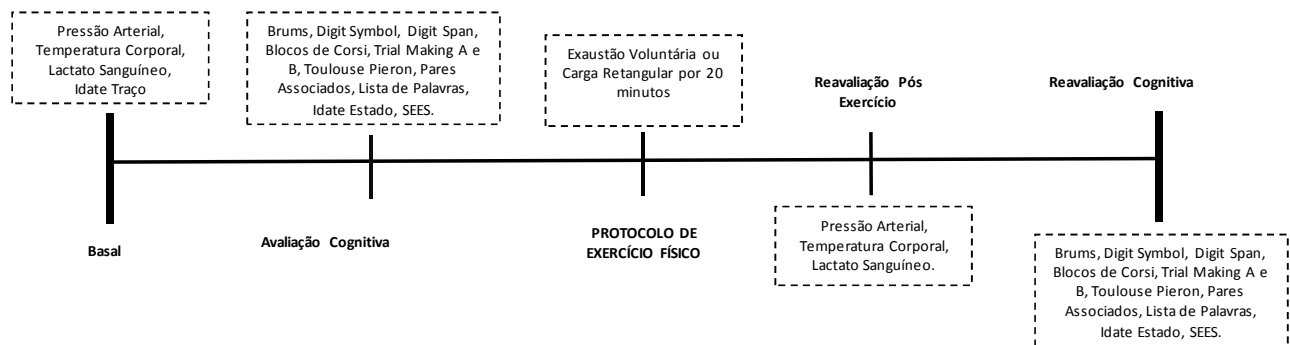 Pressão Arterial,
Temperatura Corporal,
Lactato Sanguíneo,
Idate Traço
Basal
Brums, Digit Symbol, Digit Span,
Blocos de Corsi, Trial Making A e
B, Toulouse Pieron, Pares
Associados, Lista de Palavras,
Idate Estado, SEES.
Avaliação Cognitiva
Exaustão Voluntária ou
Carga Retangular por 20
minutos
PROTOCOLO DE
EXERCÍCIO FÍSICO
Reavaliação Pós
Exercício
Pressão Arterial,
Temperatura Corporal,
Lactato Sanguíneo.
Reavaliação Cognitiva
Brums, Digit Symbol, Digit Span,
Blocos de Corsi, Trial Making A e
B, Toulouse Pieron, Pares
Associados, Lista de Palavras,
Idate Estado, SEES.